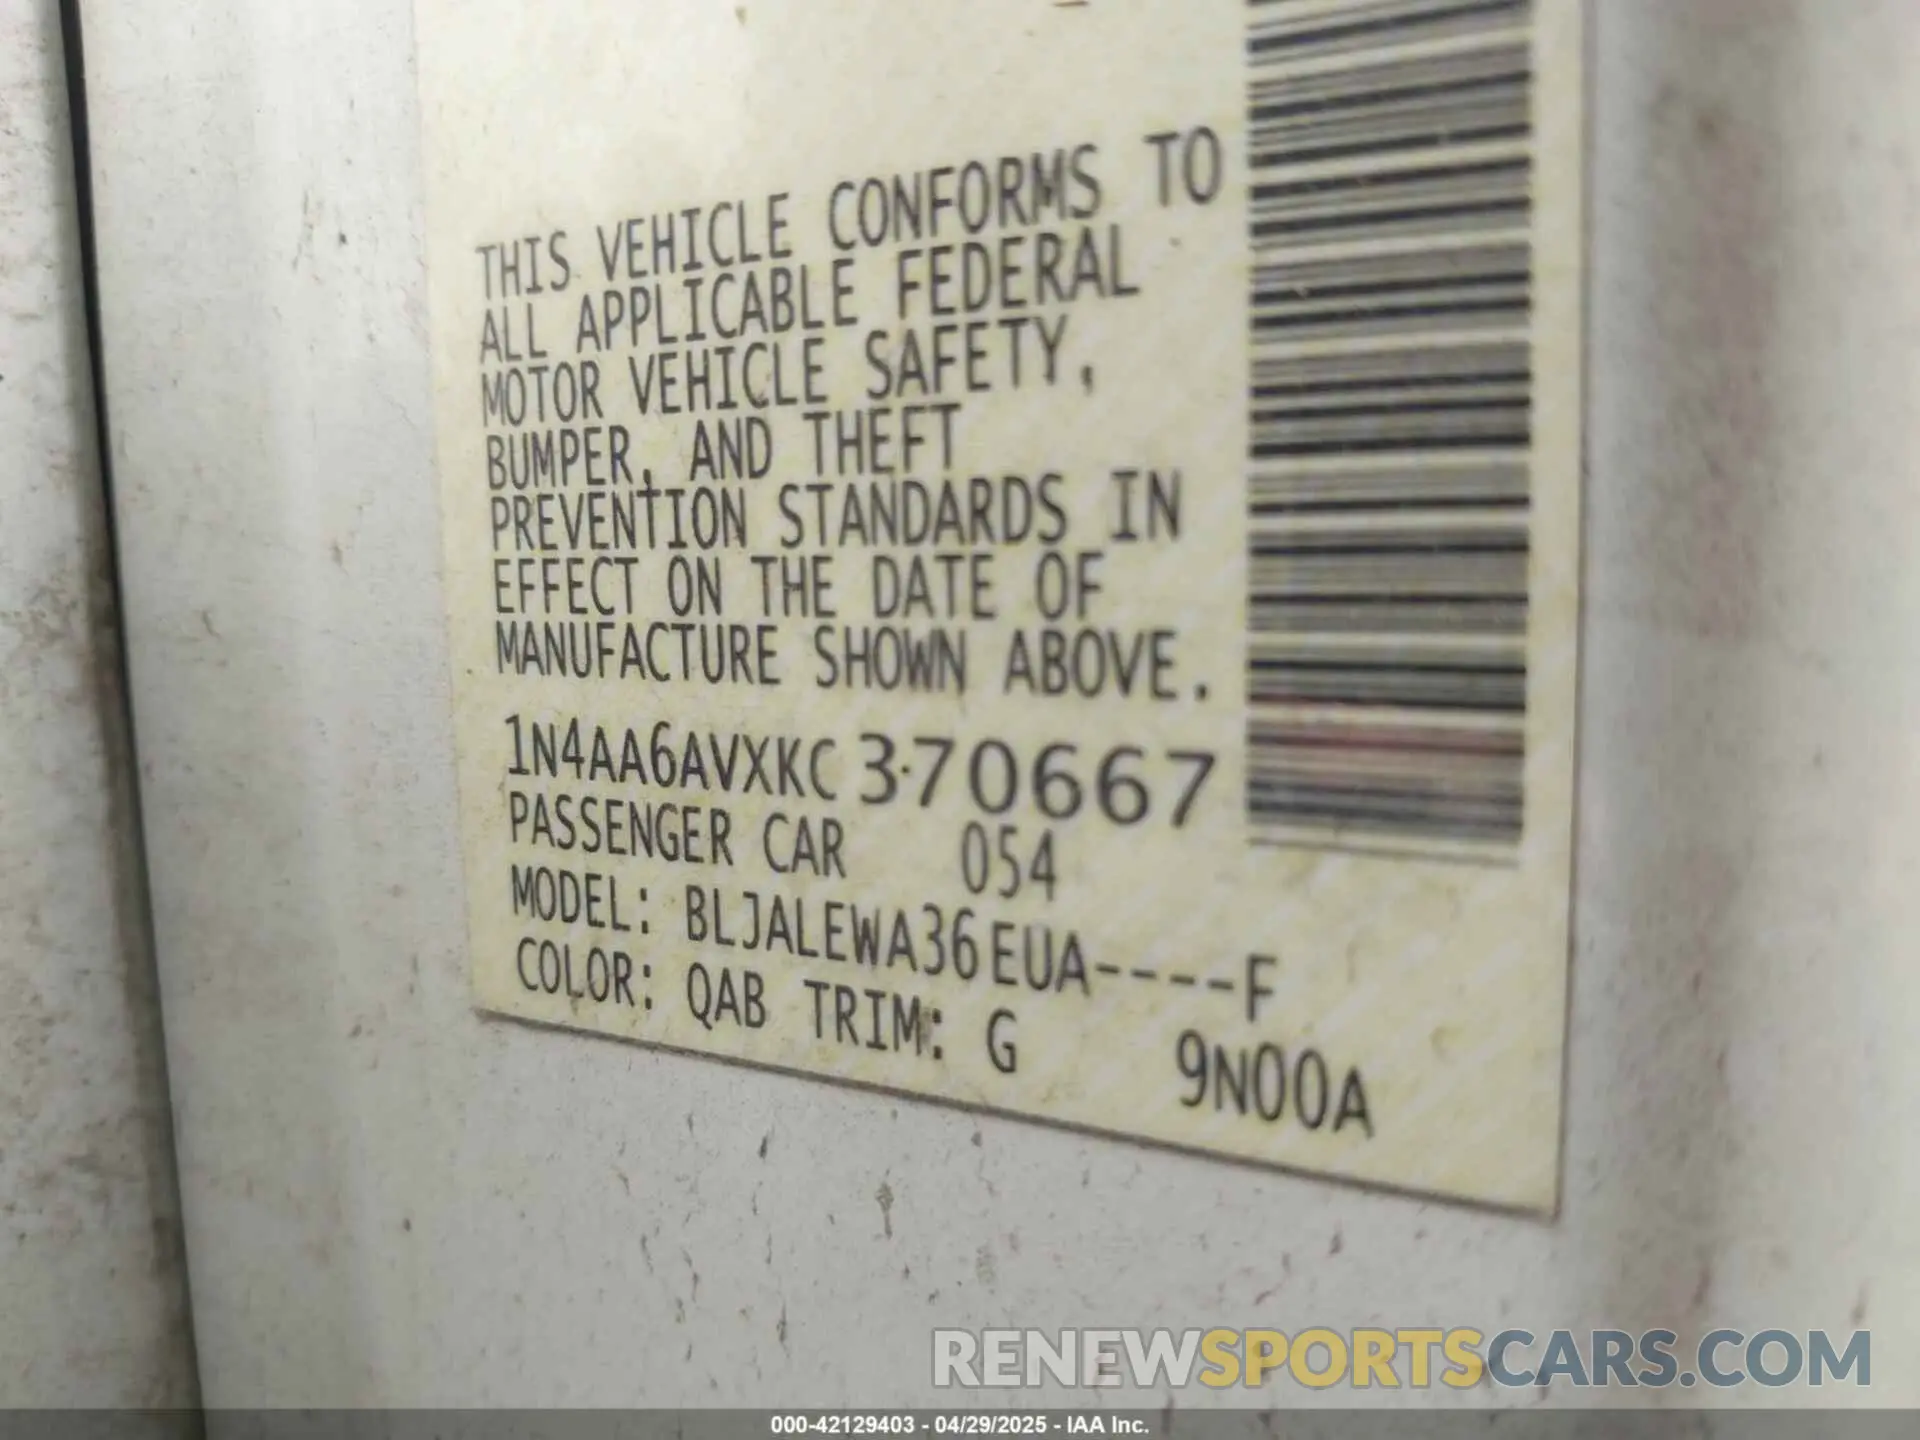 THIS VEHICLE CONFORMS TO
ALL APPLICABLE FEDERAL
MOTOR VEHICLE SAFETY,
BUMPER, AND THEFT
PREVENTION STANDARDS IN
EFFECT ON THE DATE OF
MANUFACTURE SHOWN ABOVE.
1N4AA6AVXKC370667
PASSENGER CAR 054
MODEL: BLJALEWA36EUA----F
COLOR: QAB TRIM: G 9N00A
RENEWSPORTSCARS.COM
000-42129403 - 04/29/2025 - IAA Inc.